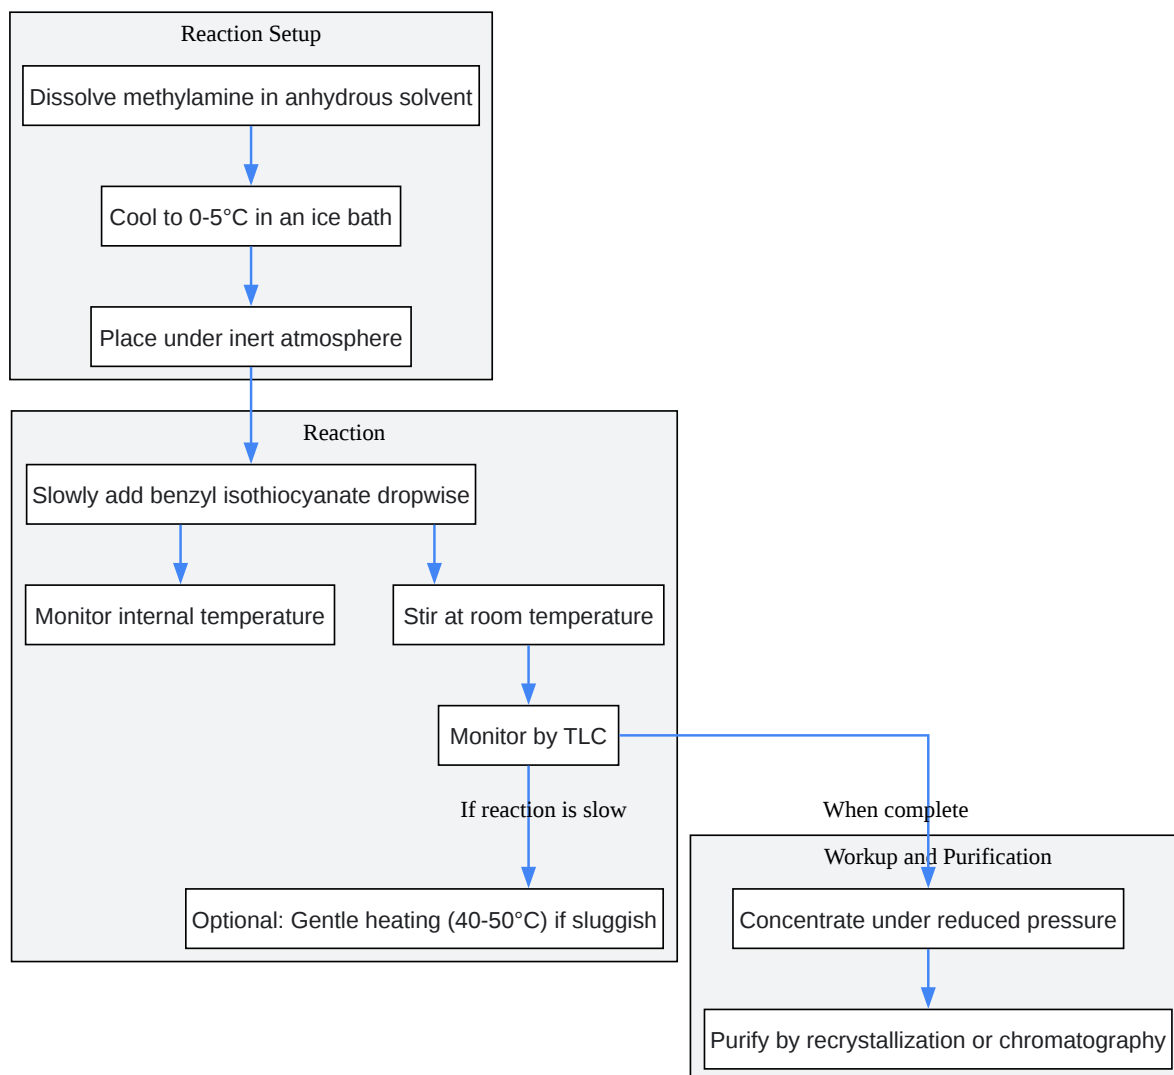 Reaction Setup
Dissolve methylamine in anhydrous solvent
Cool to 0-5°C in an ice bath
Place under inert atmosphere
Reaction
Slowly add benzyl isothiocyanate dropwise
Monitor internal temperature
Stir at room temperature
Monitor by TLC
If reaction is slow
When complete
Optional: Gentle heating (40-50°C) if sluggish
Workup and Purification
Concentrate under reduced pressure
Purify by recrystallization or chromatography